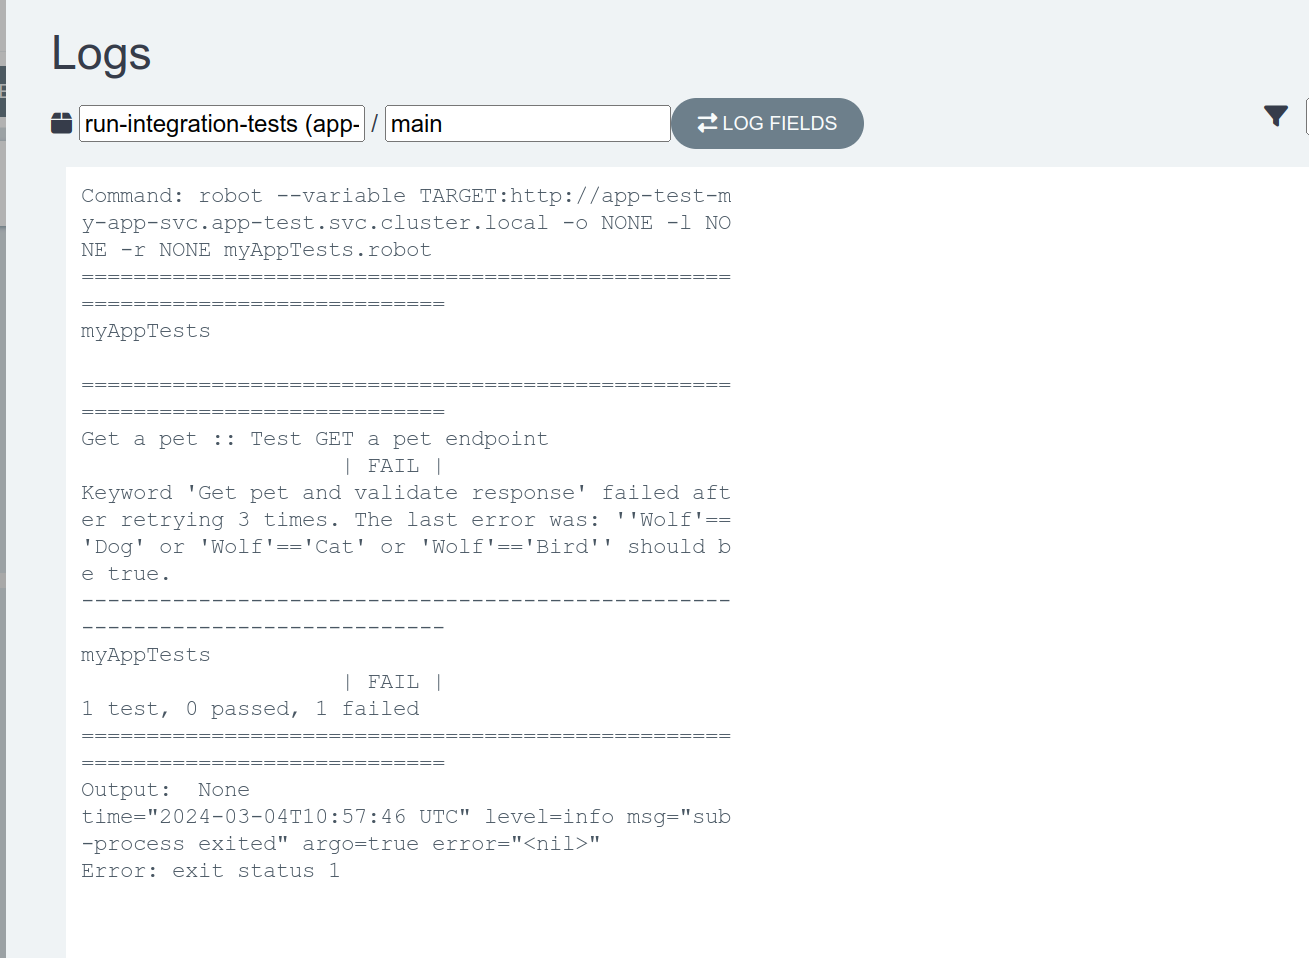 Logs
run-integration-tests (app- / main LOG FIELDS
Command: robot --variable TARGET:http://app-test-m
y-app-svc.app-test.svc.cluster.local -o NONE -l NO
NE -r NONE myAppTests.robot
==================================================
============================
myAppTests

==================================================
============================
Get a pet :: Test GET a pet endpoint
| FAIL |
Keyword 'Get pet and validate response' failed aft
er retrying 3 times. The last error was: ''Wolf'==
'Dog' or 'Wolf'=='Cat' or 'Wolf'=='Bird'' should b
e true.
--------------------------------------------------
----------------------------
myAppTests
| FAIL |
1 test, 0 passed, 1 failed
==================================================
============================
Output:  None
time="2024-03-04T10:57:46 UTC" level=info msg="sub
-process exited" argo=true error="<nil>"
Error: exit status 1